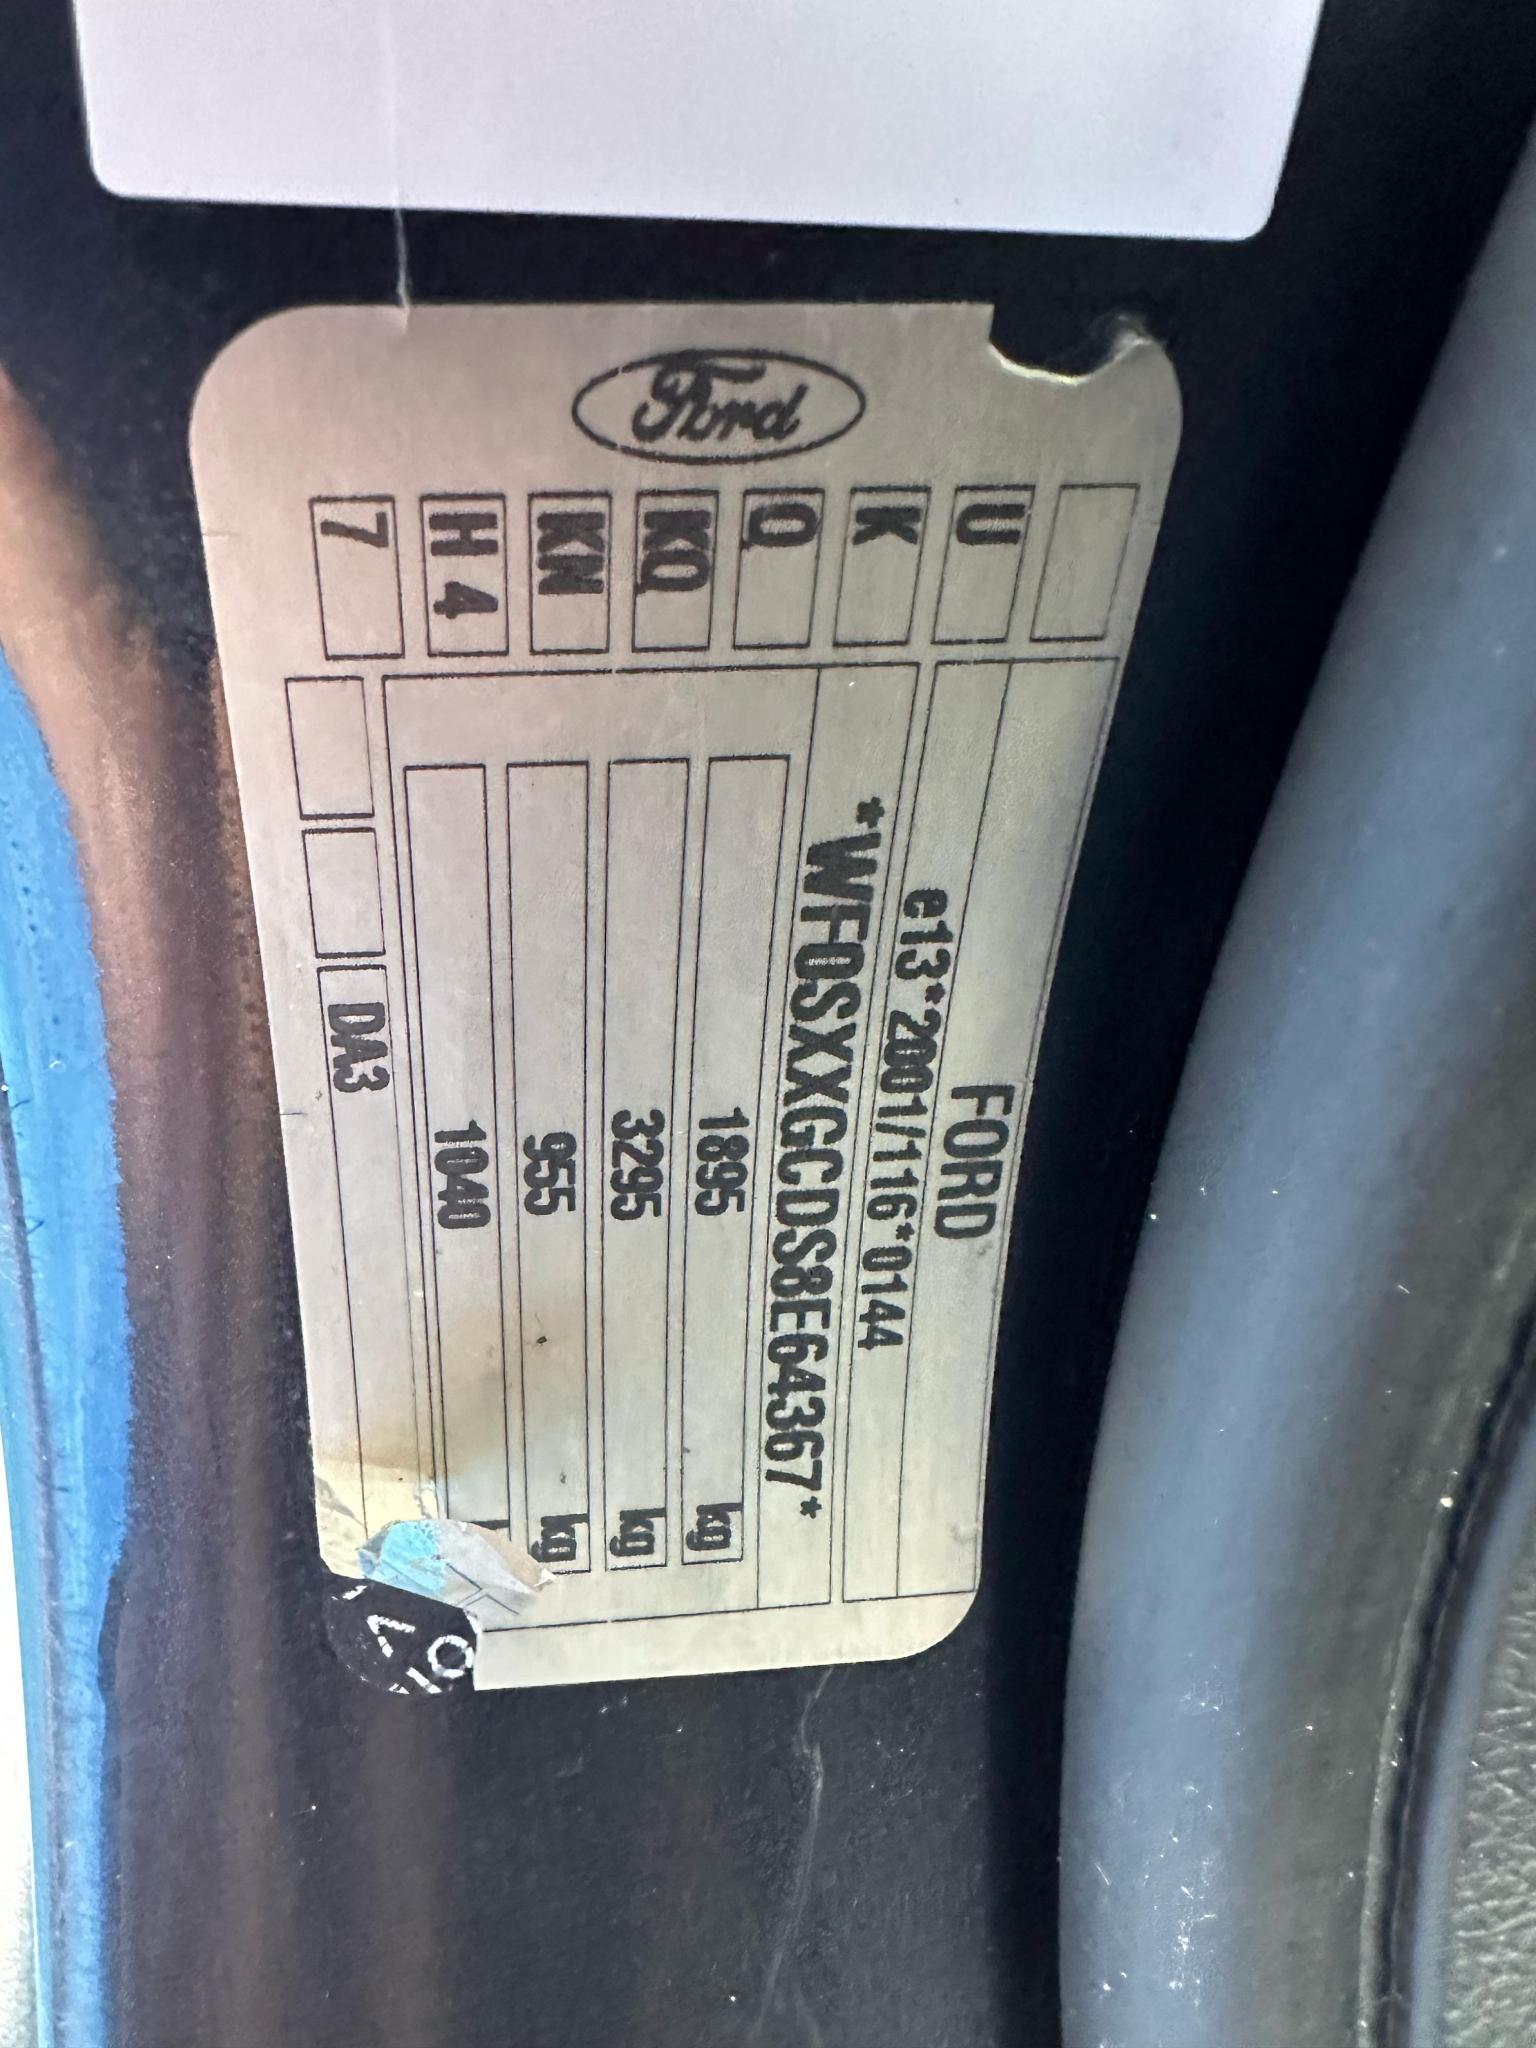 Ford
U
K
Q
KQ
KN
H 4
7
FORD
e13*2001/116*0144
*WF0SXXGCDS8E64367*
1895 kg
3295 kg
955 kg
1040
DA3